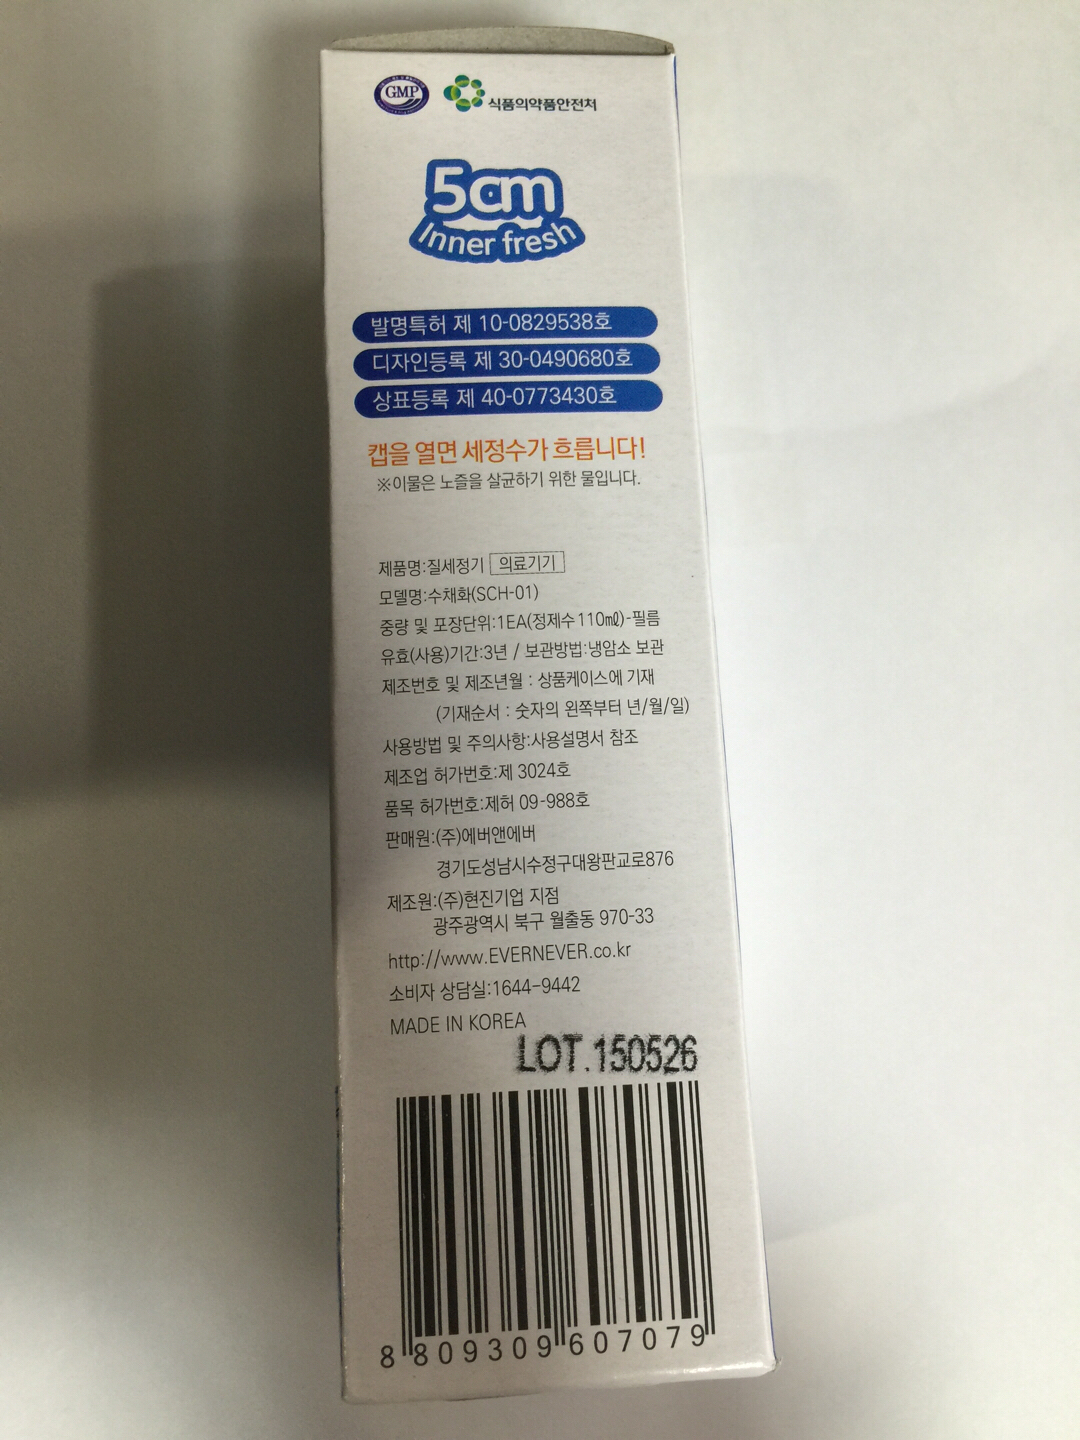 GMP 식품의약품안전처
5cm
Inner fresh
발명특허 제 10-0829538호
디자인등록 제 30-0490680호
상표등록 제 40-0773430호
캡을 열면 세정수가 흐릅니다!
※이물은 노즐을 살균하기 위한 물입니다.
제품명:질세정기 의료기기
모델명:수채화(SCH-01)
중량 및 포장단위:1EA(정제수110㎖)-필름
유효(사용)기간:3년 / 보관방법:냉암소 보관
제조번호 및 제조년월 : 상품케이스에 기재
(기재순서 : 숫자의 왼쪽부터 년/월/일)
사용방법 및 주의사항:사용설명서 참조
제조업 허가번호:제 3024호
품목 허가번호:제허 09-988호
판매원:(주)에버앤에버
경기도성남시수정구대왕판교로876
제조원:(주)현진기업 지점
광주광역시 북구 월출동 970-33
http://www.EVERNEVER.co.kr
소비자 상담실:1644-9442
MADE IN KOREA
LOT.150526
8 809309 607079